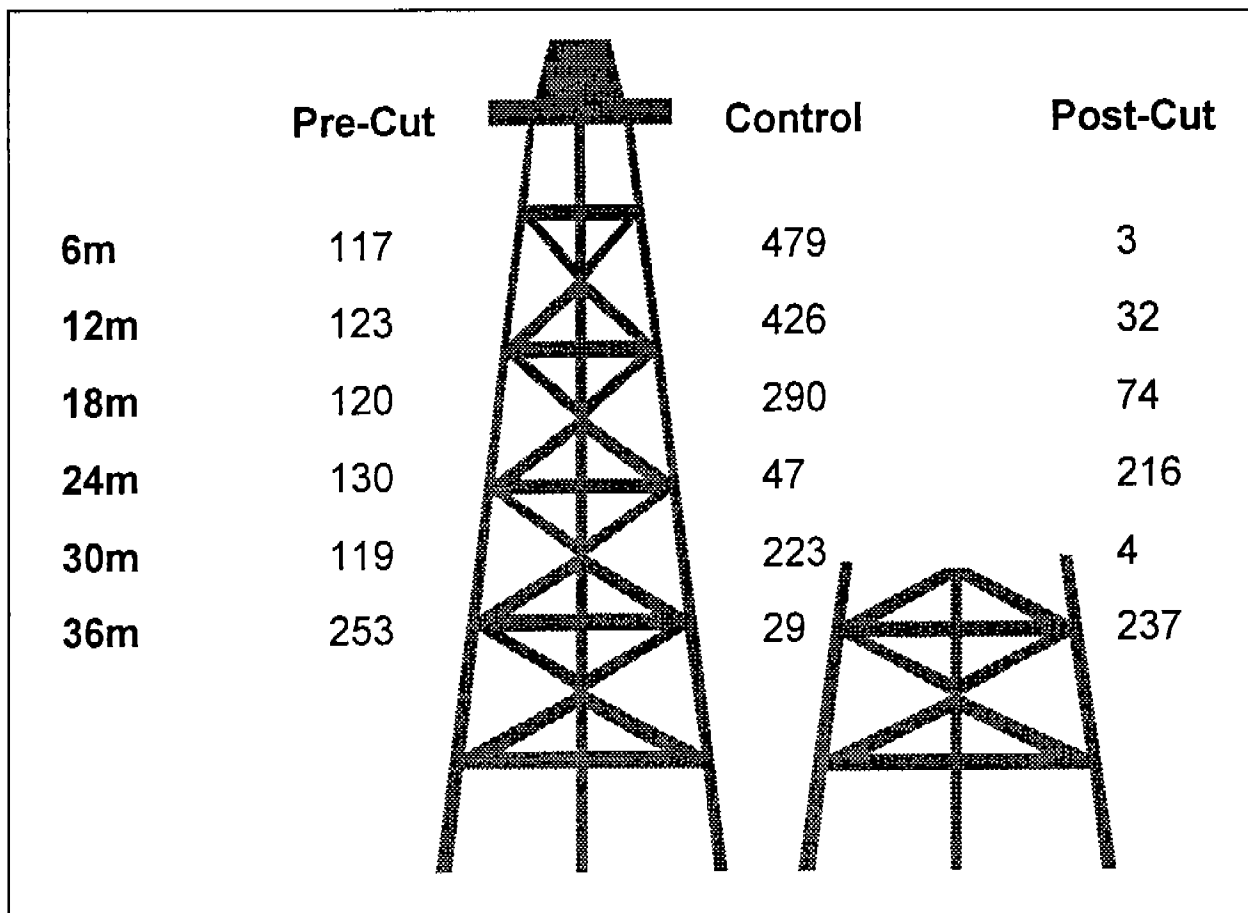 Pre-Cut Control Post-Cut
6m 117 479 3
12m 123 426 32
18m 120 290 74
24m 130 47 216
30m 119 223 4
36m 253 29 237